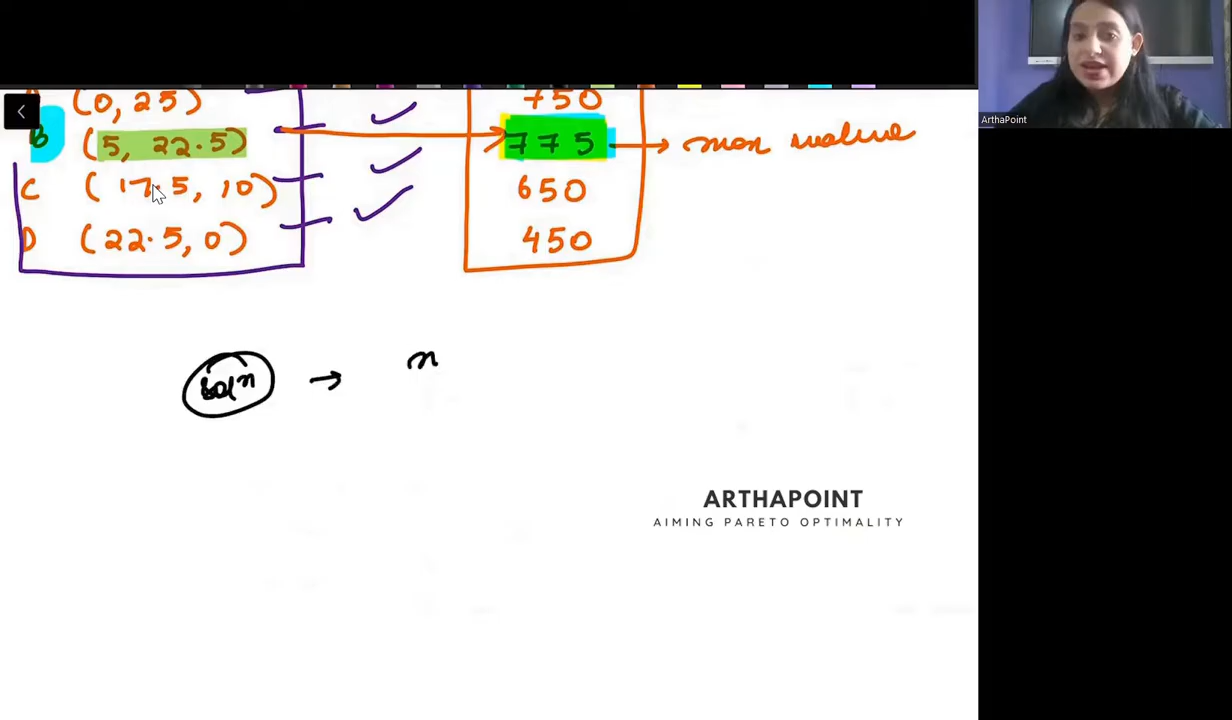 (0, 25) 750
B (5, 22.5) 775 → max value
C (17.5, 10) 650
D (22.5, 0) 450
Solⁿ → x
ARTHAPOINT
AIMING PARETO OPTIMALITY
ArthaPoint